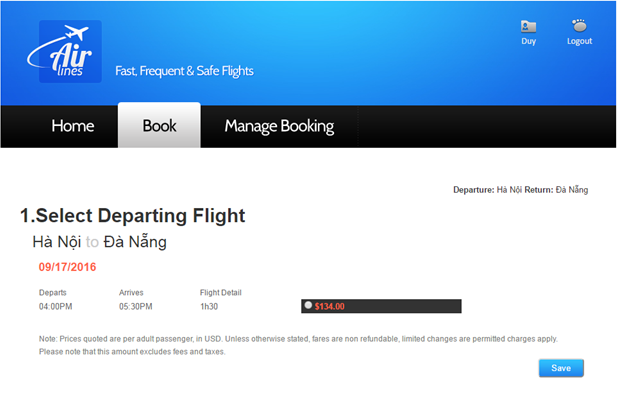 Air
lines
Fast, Frequent & Safe Flights
Duy
Logout
Home
Book
Manage Booking
Departure: Hà Nội Return: Đà Nẵng
1.Select Departing Flight
Hà Nội to Đà Nẵng
09/17/2016
Departs Arrives Flight Detail
04:00PM 05:30PM 1h30 $134.00
Note: Prices quoted are per adult passenger, in USD. Unless otherwise stated, fares are non refundable, limited changes are permitted charges apply.
Please note that this amount excludes fees and taxes.
Save